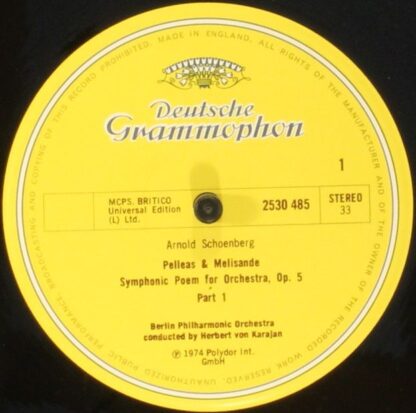 MADE IN ENGLAND. ALL RIGHTS OF THE MANUFACTURER AND OF THE OWNER OF THE RECORDED WORK RESERVED. UNAUTHORIZED PUBLIC PERFORMANCE, BROADCASTING AND COPYING OF THIS RECORD PROHIBITED.
Deutsche
Grammophon
1
MCPS, BRITICO
Universal Edition
(L) Ltd.
2530 485
STEREO
33
Arnold Schoenberg
Pelleas & Melisande
Symphonic Poem for Orchestra, Op. 5
Part 1
Berlin Philharmonic Orchestra
conducted by Herbert von Karajan
℗ 1974 Polydor Int.
GmbH